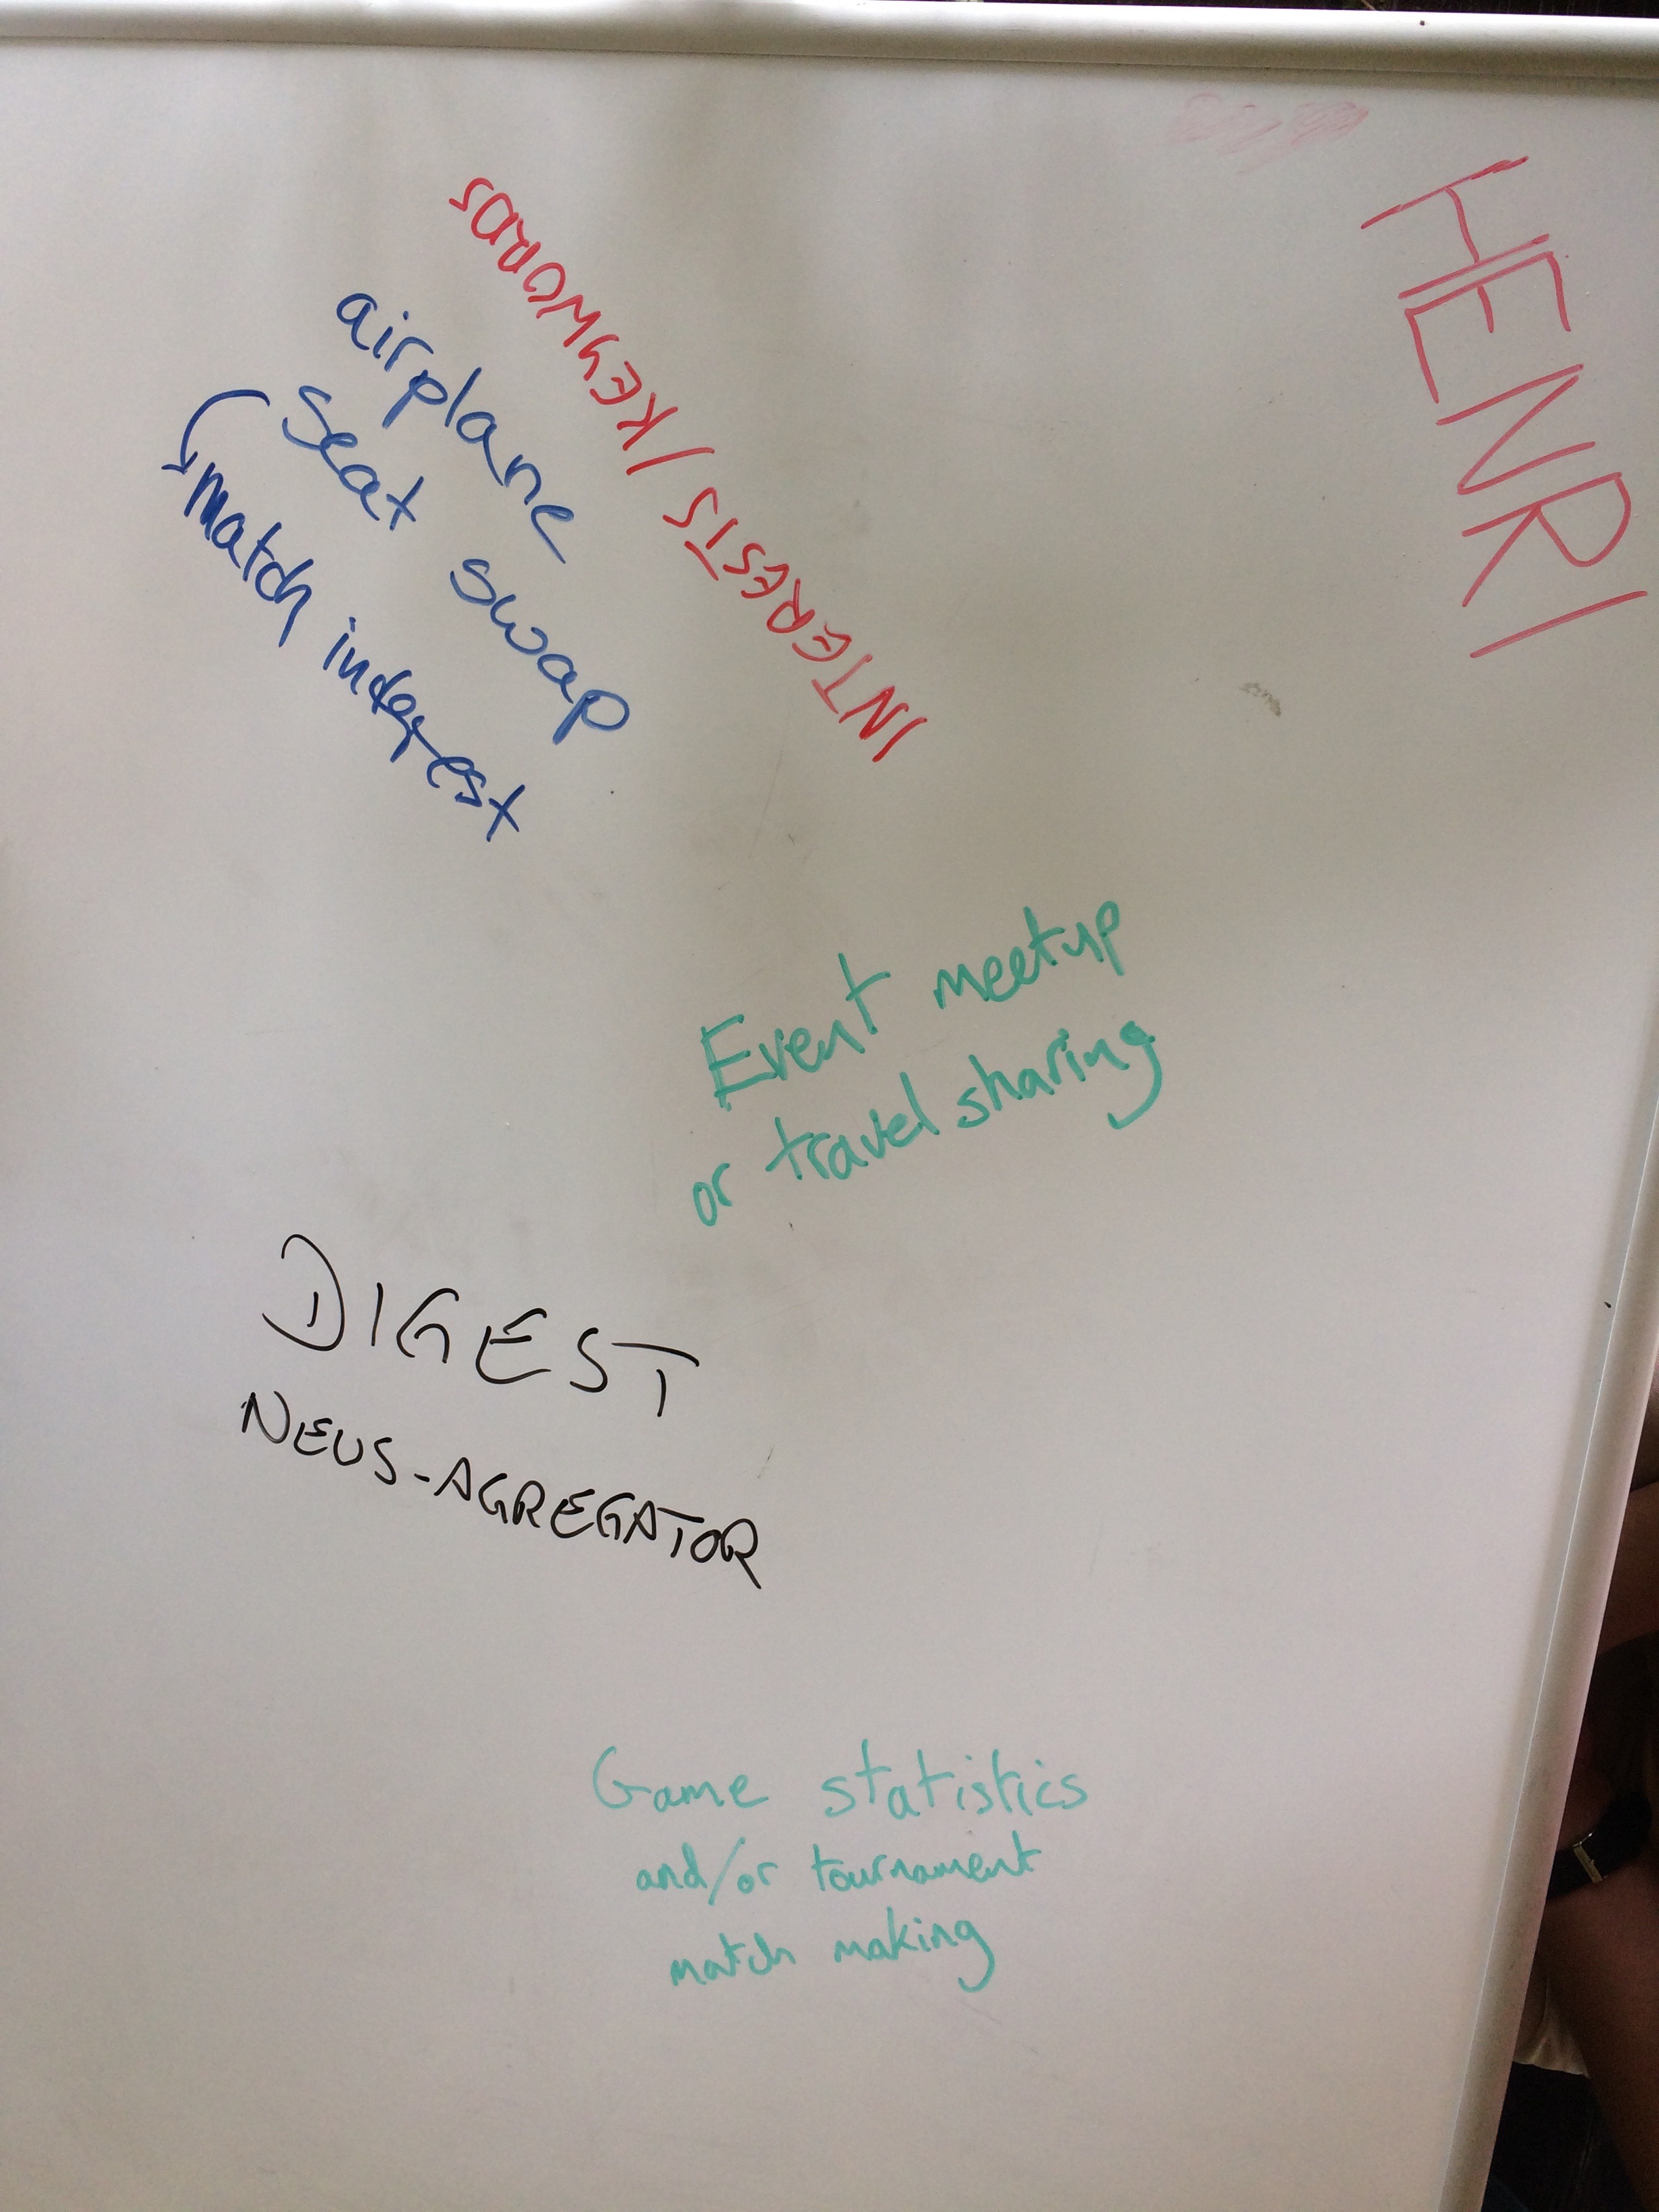 HENRI
INTERESTS / KEYWORDS
airplane
seat swap
match interest
Event meetup
or travel sharing
DIGEST
NEWS-AGREGATOR
Game statistics
and/or tournament
match making